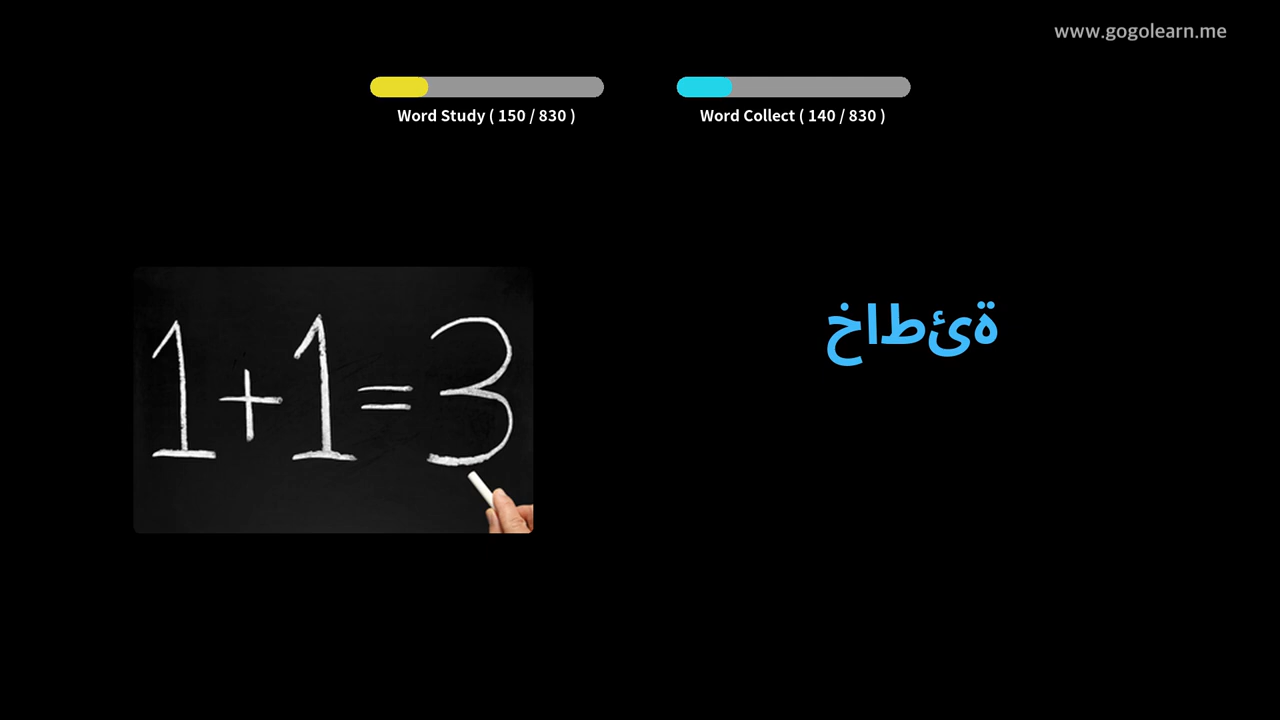 www.gogolearn.me
Word Study ( 150 / 830 )
Word Collect ( 140 / 830 )
1+1=3
خاطئة